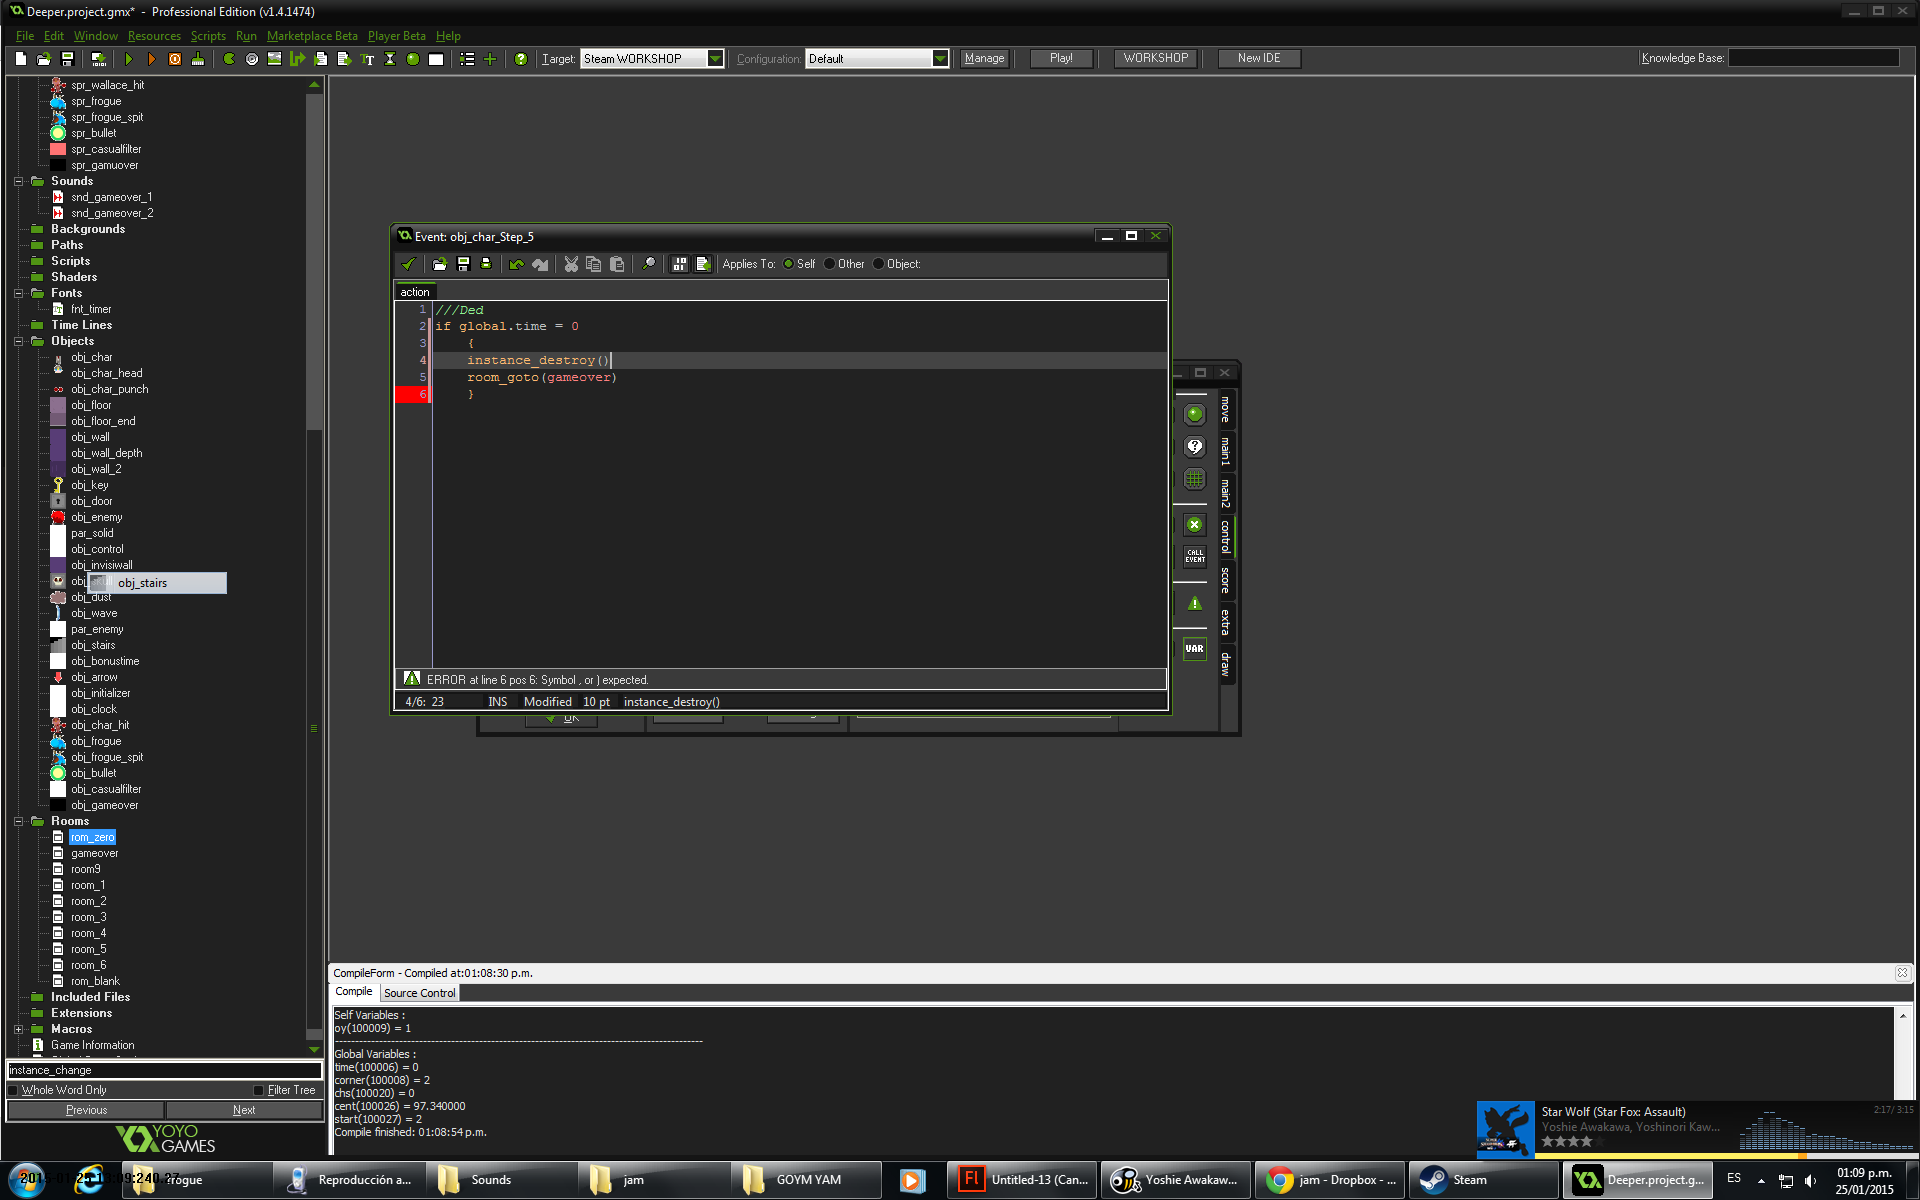 Deeper.project.gmx* - Professional Edition (v1.4.1474)
File Edit Window Resources Scripts Run Marketplace Beta Player Beta Help
Target: Steam WORKSHOP Configuration: Default Manage Play! WORKSHOP New IDE Knowledge Base:
spr_wallace_hit
spr_frogue
spr_frogue_spit
spr_bullet
spr_casualfilter
spr_gamuover
Sounds
snd_gameover_1
snd_gameover_2
Backgrounds
Paths
Scripts
Shaders
Fonts
fnt_timer
Time Lines
Objects
obj_char
obj_char_head
obj_char_punch
obj_floor
obj_floor_end
obj_wall
obj_wall_depth
obj_wall_2
obj_key
obj_door
obj_enemy
par_solid
obj_control
obj_invisiwall
obj_stairs
obj_dust
obj_wave
par_enemy
obj_stairs
obj_bonustime
obj_arrow
obj_initializer
obj_clock
obj_char_hit
obj_frogue
obj_frogue_spit
obj_bullet
obj_casualfilter
obj_gameover
Rooms
rom_zero
gameover
room9
room_1
room_2
room_3
room_4
room_5
room_6
rom_blank
Included Files
Extensions
Macros
Game Information
instance_change
Whole Word Only Filter Tree
Previous Next
YOYO
GAMES
Event: obj_char_Step_5
Applies To: Self Other Object:
action
1 ///Ded
2 if global.time = 0
3 {
4 instance_destroy()
5 room_goto(gameover)
6 }
ERROR at line 6 pos 6: Symbol , or ) expected.
4/6: 23 INS Modified 10 pt instance_destroy()
OK
move
main1
main2
control
CALL
EVENT
score
extra
VAR
draw
CompileForm - Compiled at:01:08:30 p.m.
Compile Source Control
Self Variables :
oy(100009) = 1
Global Variables :
time(100006) = 0
corner(100008) = 2
chs(100020) = 0
cent(100026) = 97.340000
start(100027) = 2
Compile finished: 01:08:54 p.m.
Star Wolf (Star Fox: Assault) 2:17/ 3:15
Yoshie Awakawa, Yoshinori Kaw...
frogue Reproducción a... Sounds jam GOYM YAM Untitled-13 (Can... Yoshie Awakaw... jam - Dropbox - ... Steam Deeper.project.g... ES 01:09 p.m.
25/01/2015